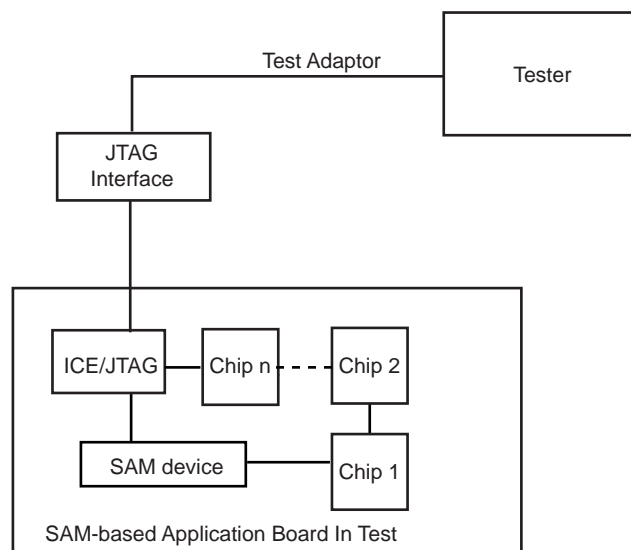 Test Adaptor
Tester
JTAG
Interface
ICE/JTAG
Chip n
Chip 2
SAM device
Chip 1
SAM-based Application Board In Test